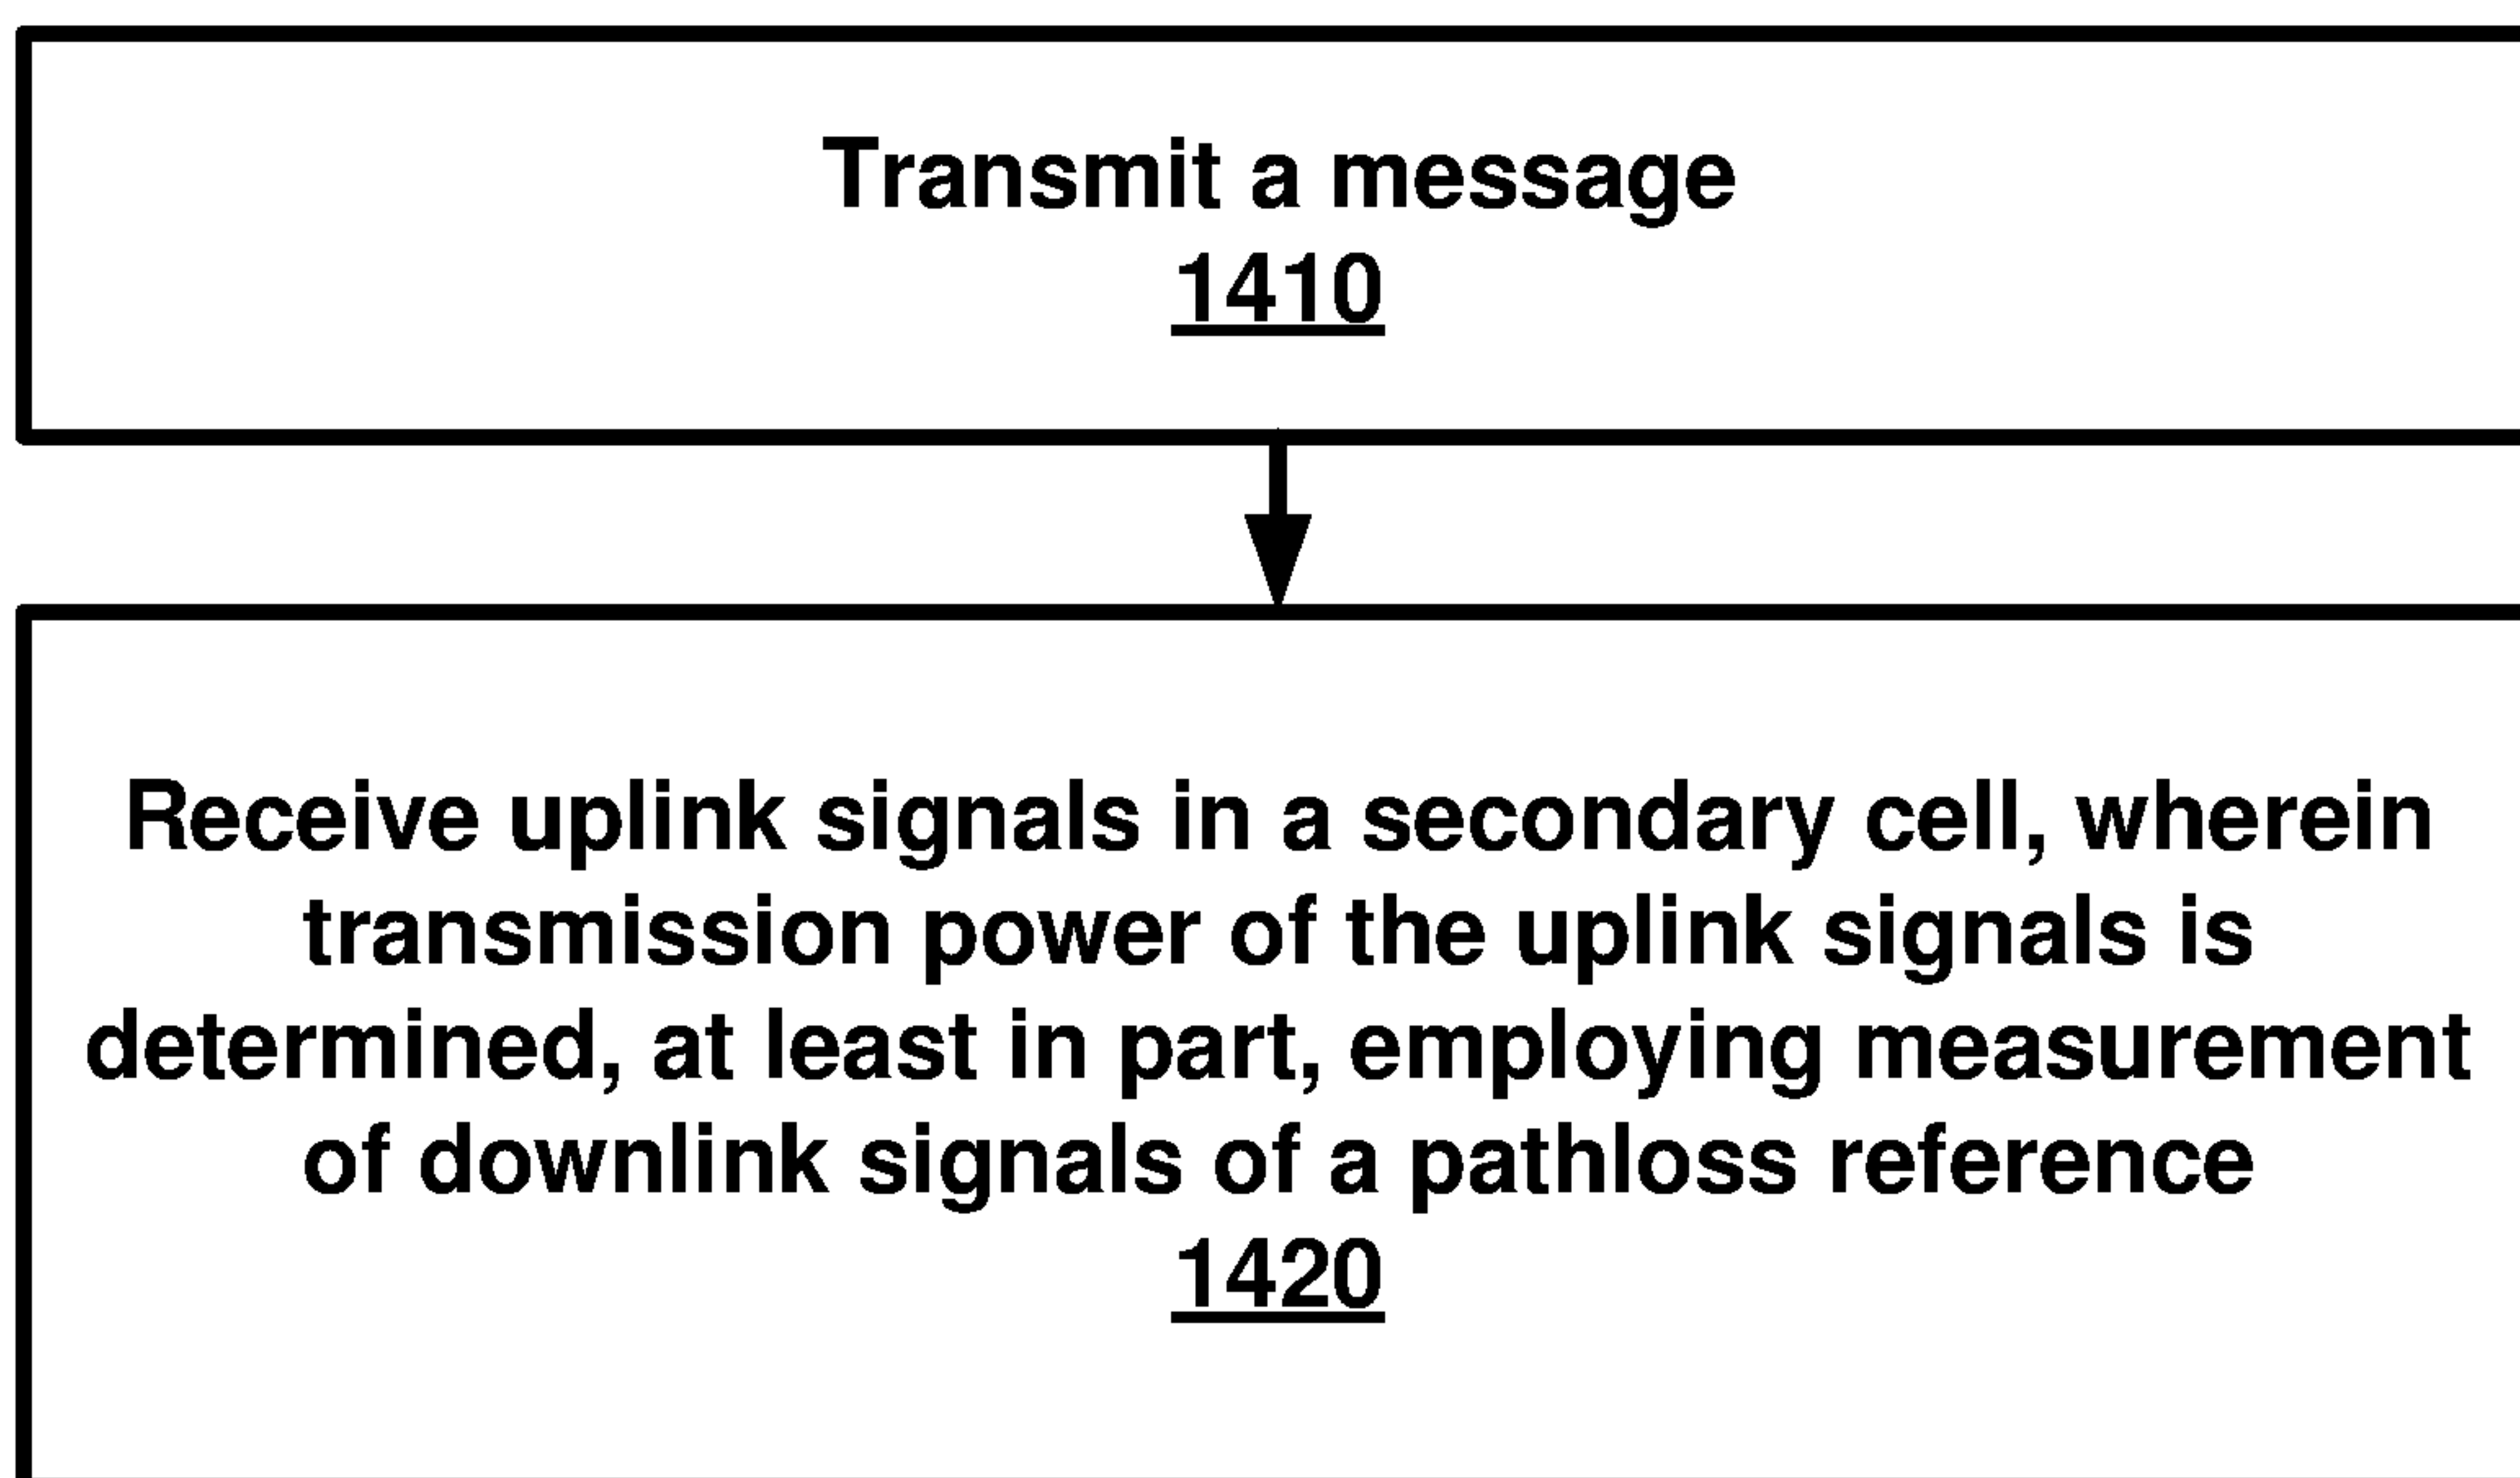 Transmit a message
1410
Receive uplink signals in a secondary cell, wherein
transmission power of the uplink signals is
determined, at least in part, employing measurement
of downlink signals of a pathloss reference
1420